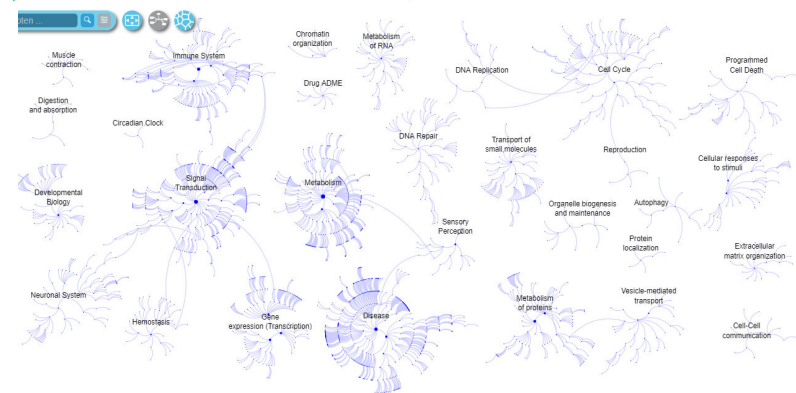 oten ...
Immune System
Chromatin
organization
Metabolism
of RNA
Muscle
contraction
DNA Replication
Cell Cycle
Programmed
Cell Death
Drug ADME
Digestion
and absorption
Circadian Clock
DNA Repair
Transport of
small molecules
Reproduction
Cellular responses
to stimuli
Signal
Transduction
Metabolism
Developmental
Biology
Organelle biogenesis
and maintenance
Autophagy
Sensory
Perception
Protein
localization
Extracellular
matrix organization
Neuronal System
Hemostasis
Gene
expression (Transcription)
Disease
Metabolism
of proteins
Vesicle-mediated
transport
Cell-Cell
communication